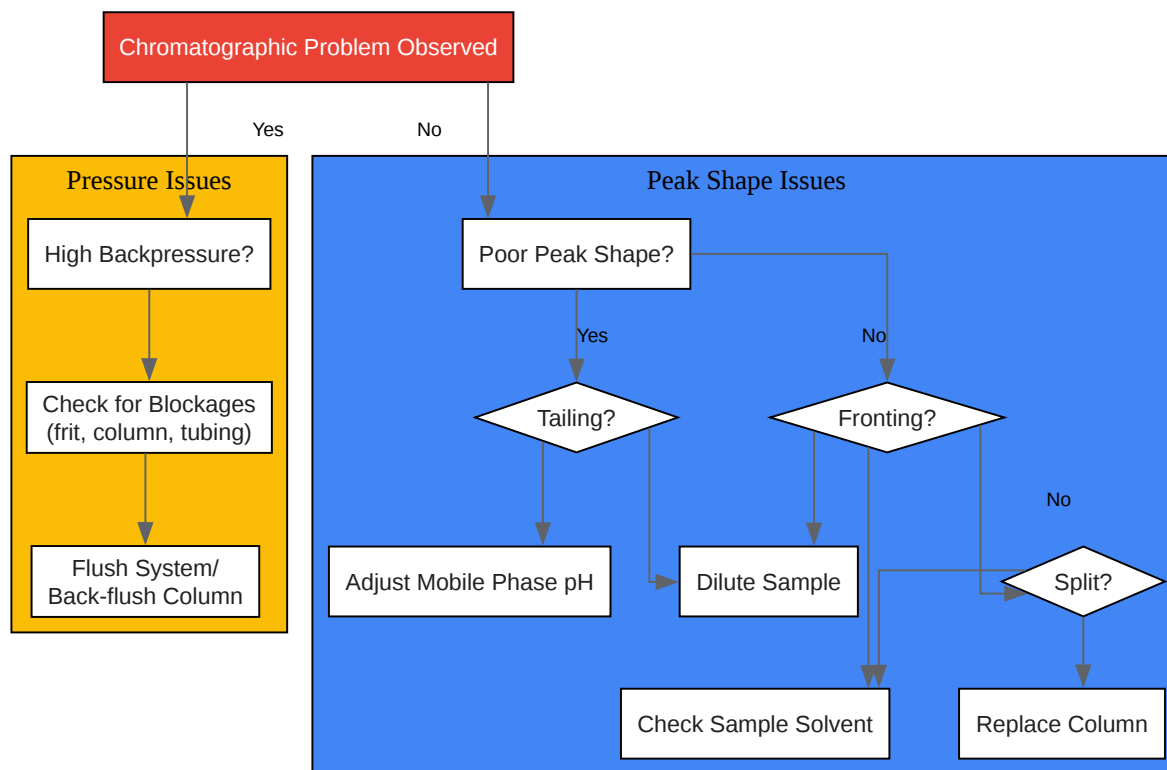 Chromatographic Problem Observed
Yes
No
Pressure Issues
Peak Shape Issues
High Backpressure?
Poor Peak Shape?
Yes
No
Check for Blockages
(frit, column, tubing)
Tailing?
Fronting?
No
Flush System/
Back-flush Column
Adjust Mobile Phase pH
Dilute Sample
Split?
Check Sample Solvent
Replace Column